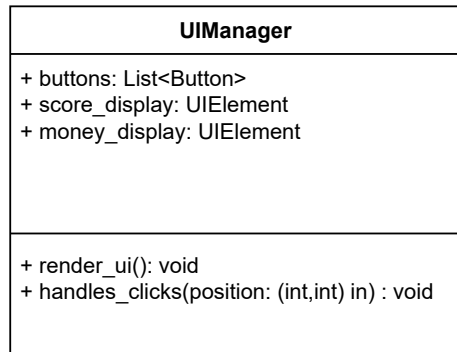 UIManager
+ buttons: List<Button>
+ score_display: UIElement
+ money_display: UIElement
+ render_ui(): void
+ handles_clicks(position: (int,int) in) : void